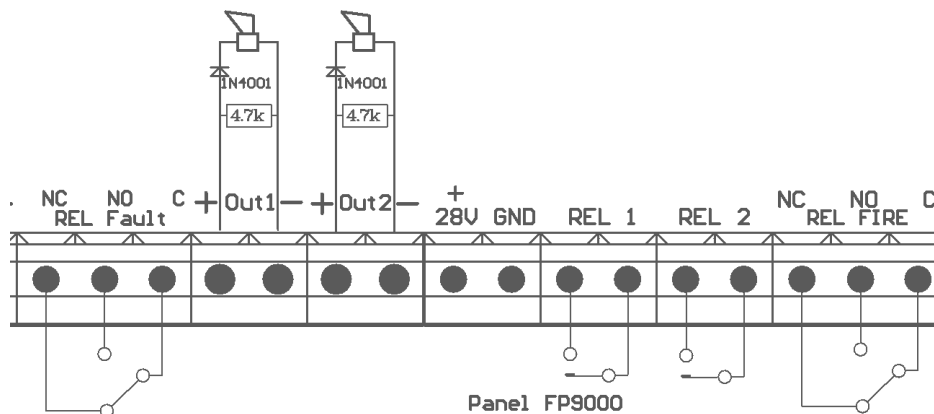 1N4001 1N4001
4.7k 4.7k
NC NO C + Out1 - + Out2 - + NC NO C
REL Fault 28V GND REL 1 REL 2 REL FIRE
Panel FP9000